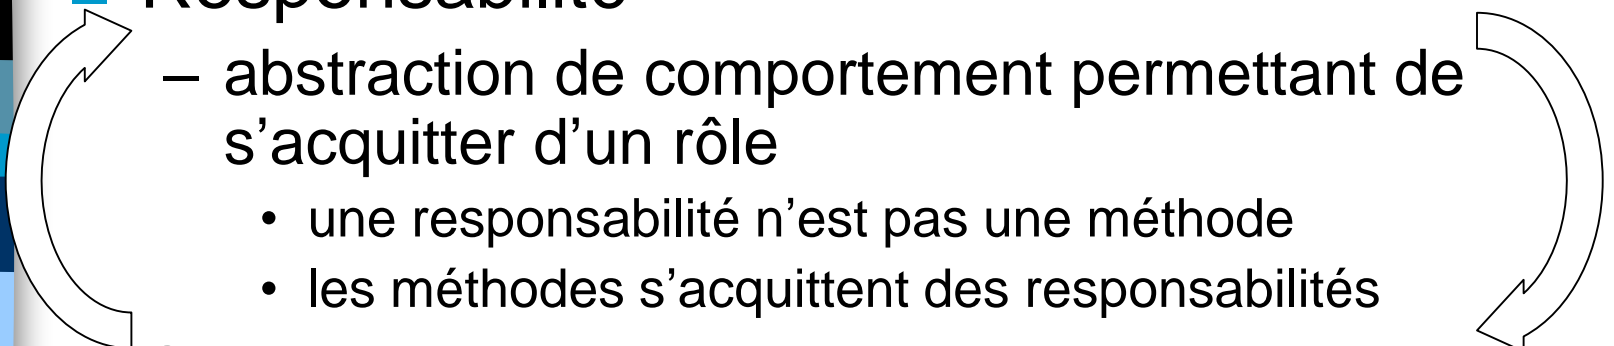 Responsabilité
– abstraction de comportement permettant de
s’acquitter d’un rôle
• une responsabilité n’est pas une méthode
• les méthodes s’acquittent des responsabilités